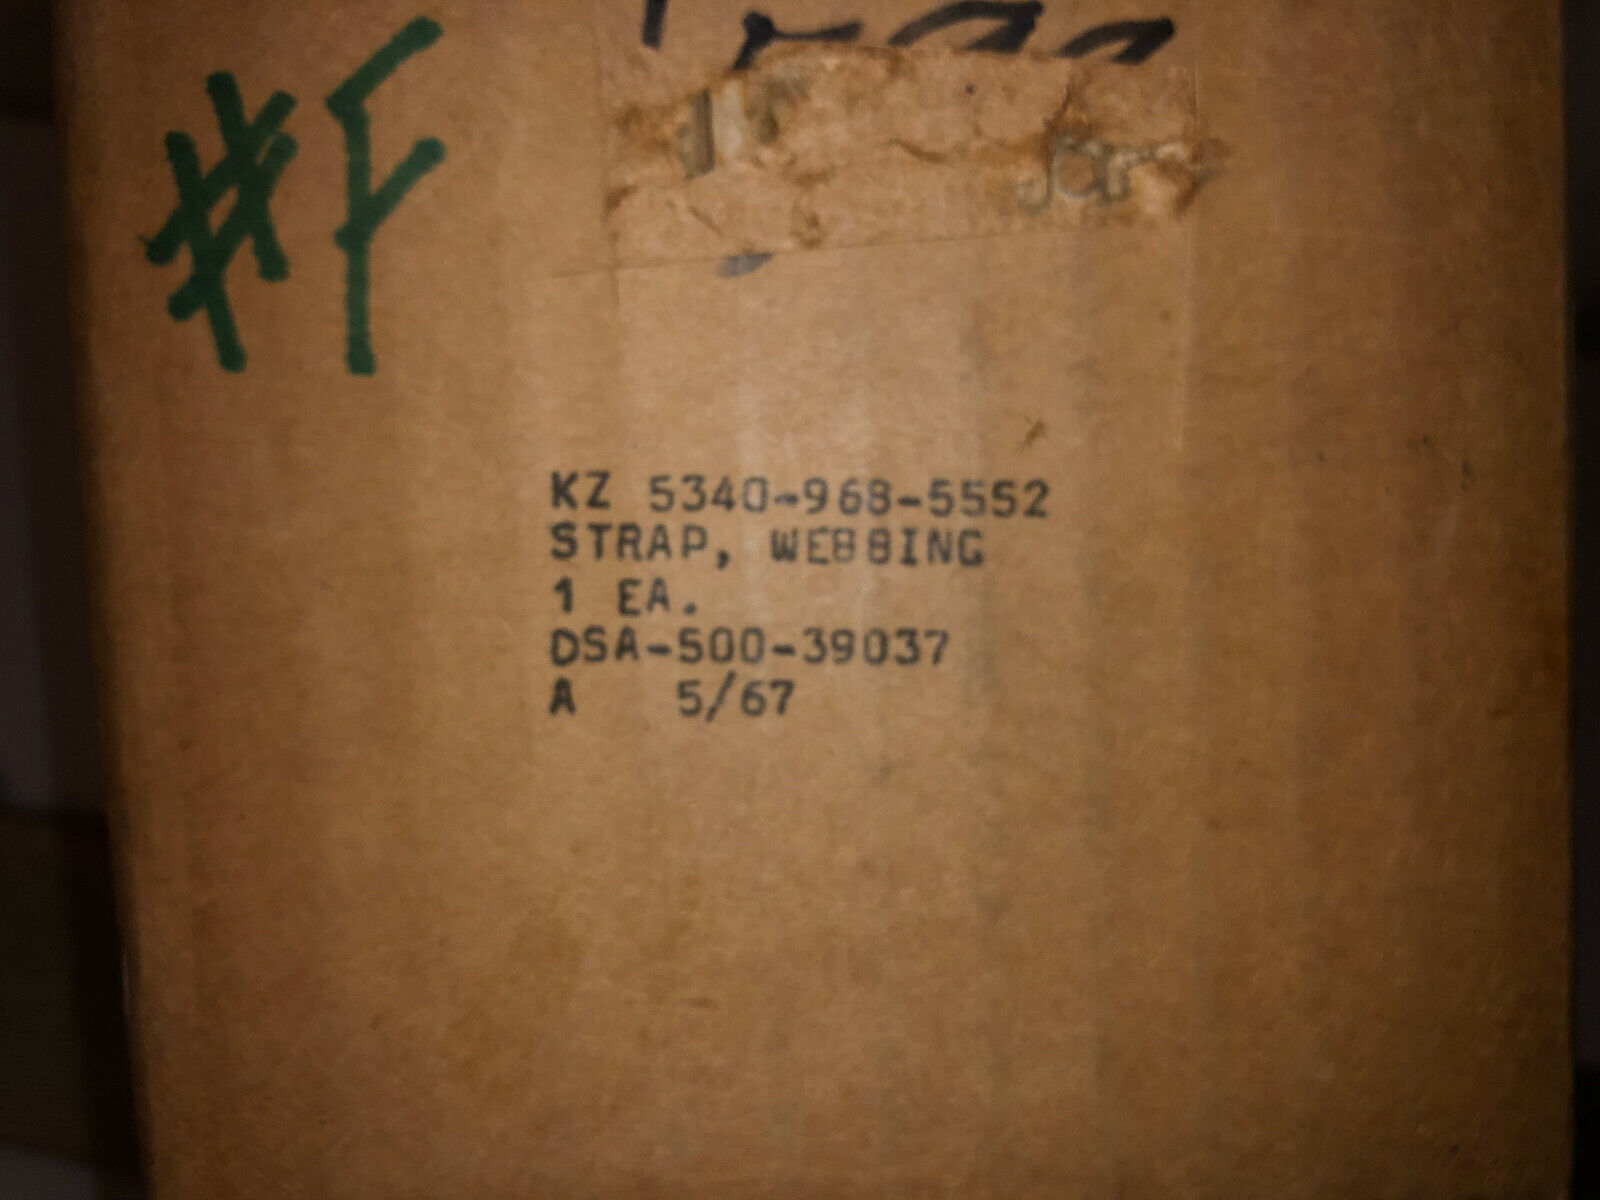 #F
KZ 5340-968-5552
STRAP, WEBBING
1 EA.
DSA-500-39037
A 5/67